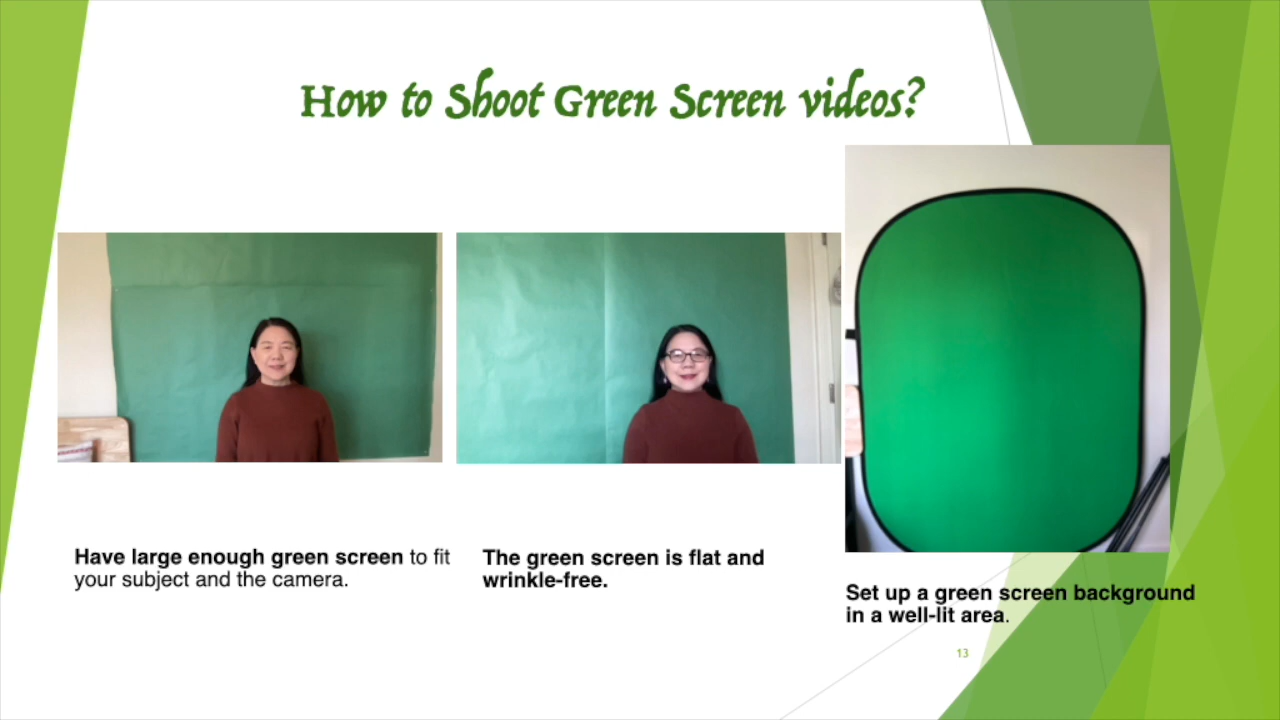 How to Shoot Green Screen videos?
Have large enough green screen to fit
your subject and the camera.
The green screen is flat and
wrinkle-free.
Set up a green screen background
in a well-lit area.
13